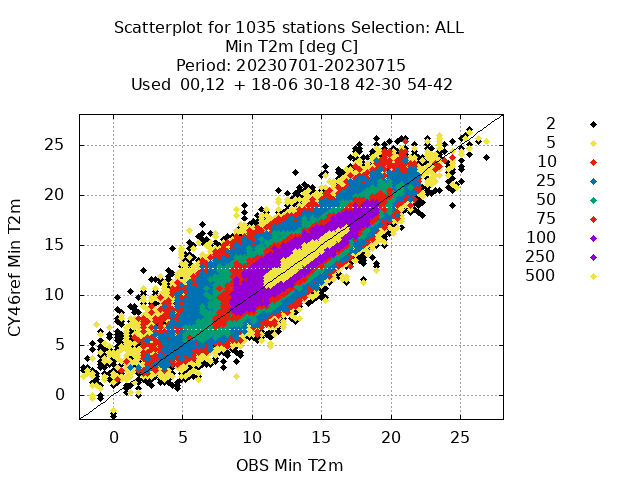 Scatterplot for 1035 stations Selection: ALL
Min T2m [deg C]
Period: 20230701-20230715
Used  00,12  + 18-06 30-18 42-30 54-42
CY46ref Min T2m
25
20
15
10
5
0
0 5 10 15 20 25
OBS Min T2m
2
5
10
25
50
75
100
250
500